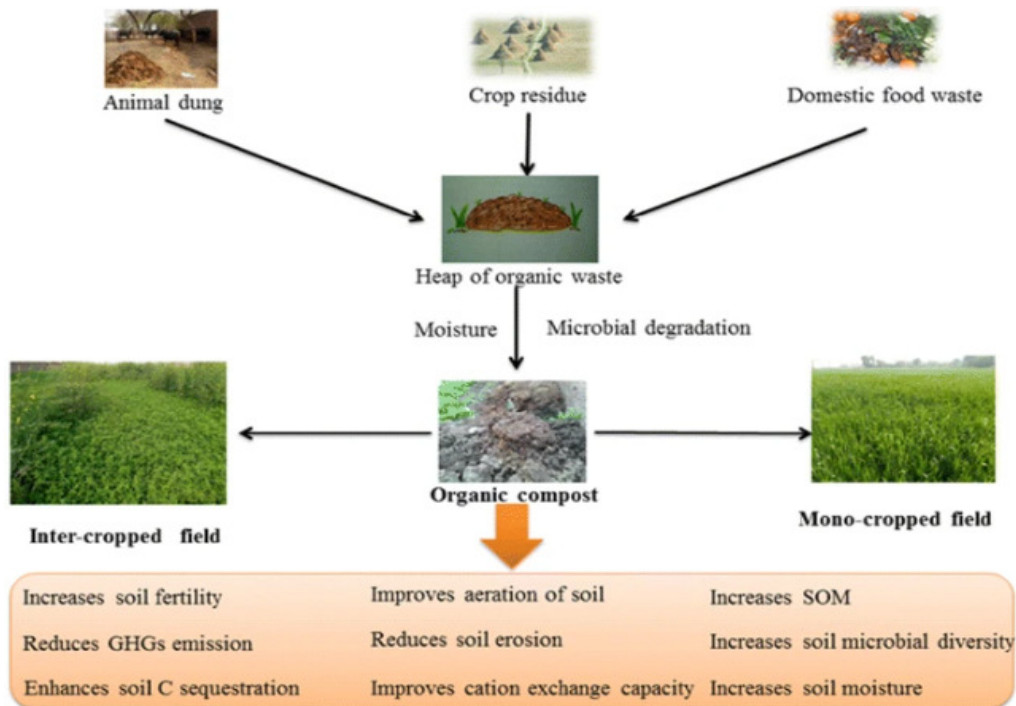 Animal dung
Crop residue
Domestic food waste
Heap of organic waste
Moisture
Microbial degradation
Organic compost
Inter-cropped field
Mono-cropped field
Increases soil fertility
Improves aeration of soil
Increases SOM
Reduces GHGs emission
Reduces soil erosion
Increases soil microbial diversity
Enhances soil C sequestration
Improves cation exchange capacity
Increases soil moisture